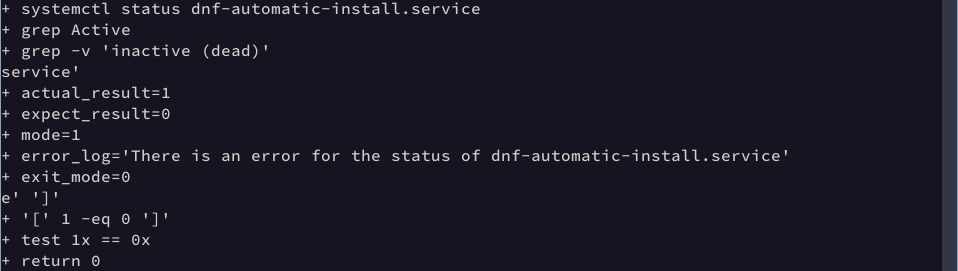 + systemctl status dnf-automatic-install.service
+ grep Active
+ grep -v 'inactive (dead)'
service'
+ actual_result=1
+ expect_result=0
+ mode=1
+ error_log='There is an error for the status of dnf-automatic-install.service'
+ exit_mode=0
e' ']'
+ '[' 1 -eq 0 ']'
+ test 1x == 0x
+ return 0